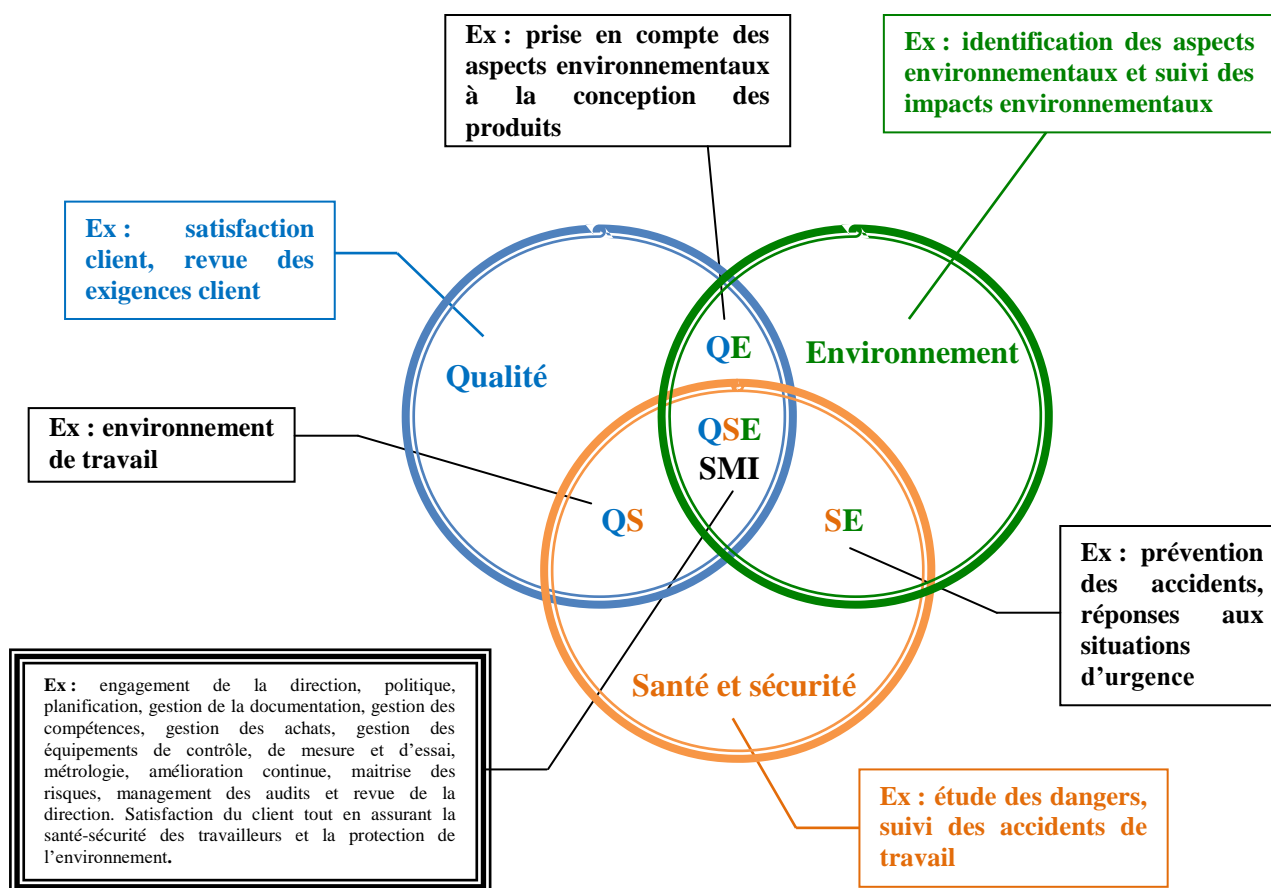 Ex : prise en compte des
aspects environnementaux
à la conception des
produits
Ex : identification des aspects
environnementaux et suivi des
impacts environnementaux
Ex : satisfaction
client, revue des
exigences client
QE
Environnement
Qualité
Ex : environnement
de travail
QSE
SMI
QS
SE
Ex : prévention
des accidents,
réponses aux
situations
d’urgence
Ex : engagement de la direction, politique,
planification, gestion de la documentation, gestion des
compétences, gestion des achats, gestion des
équipements de contrôle, de mesure et d’essai,
métrologie, amélioration continue, maitrise des
risques, management des audits et revue de la
direction. Satisfaction du client tout en assurant la
santé-sécurité des travailleurs et la protection de
l’environnement.
Santé et sécurité
Ex : étude des dangers,
suivi des accidents de
travail